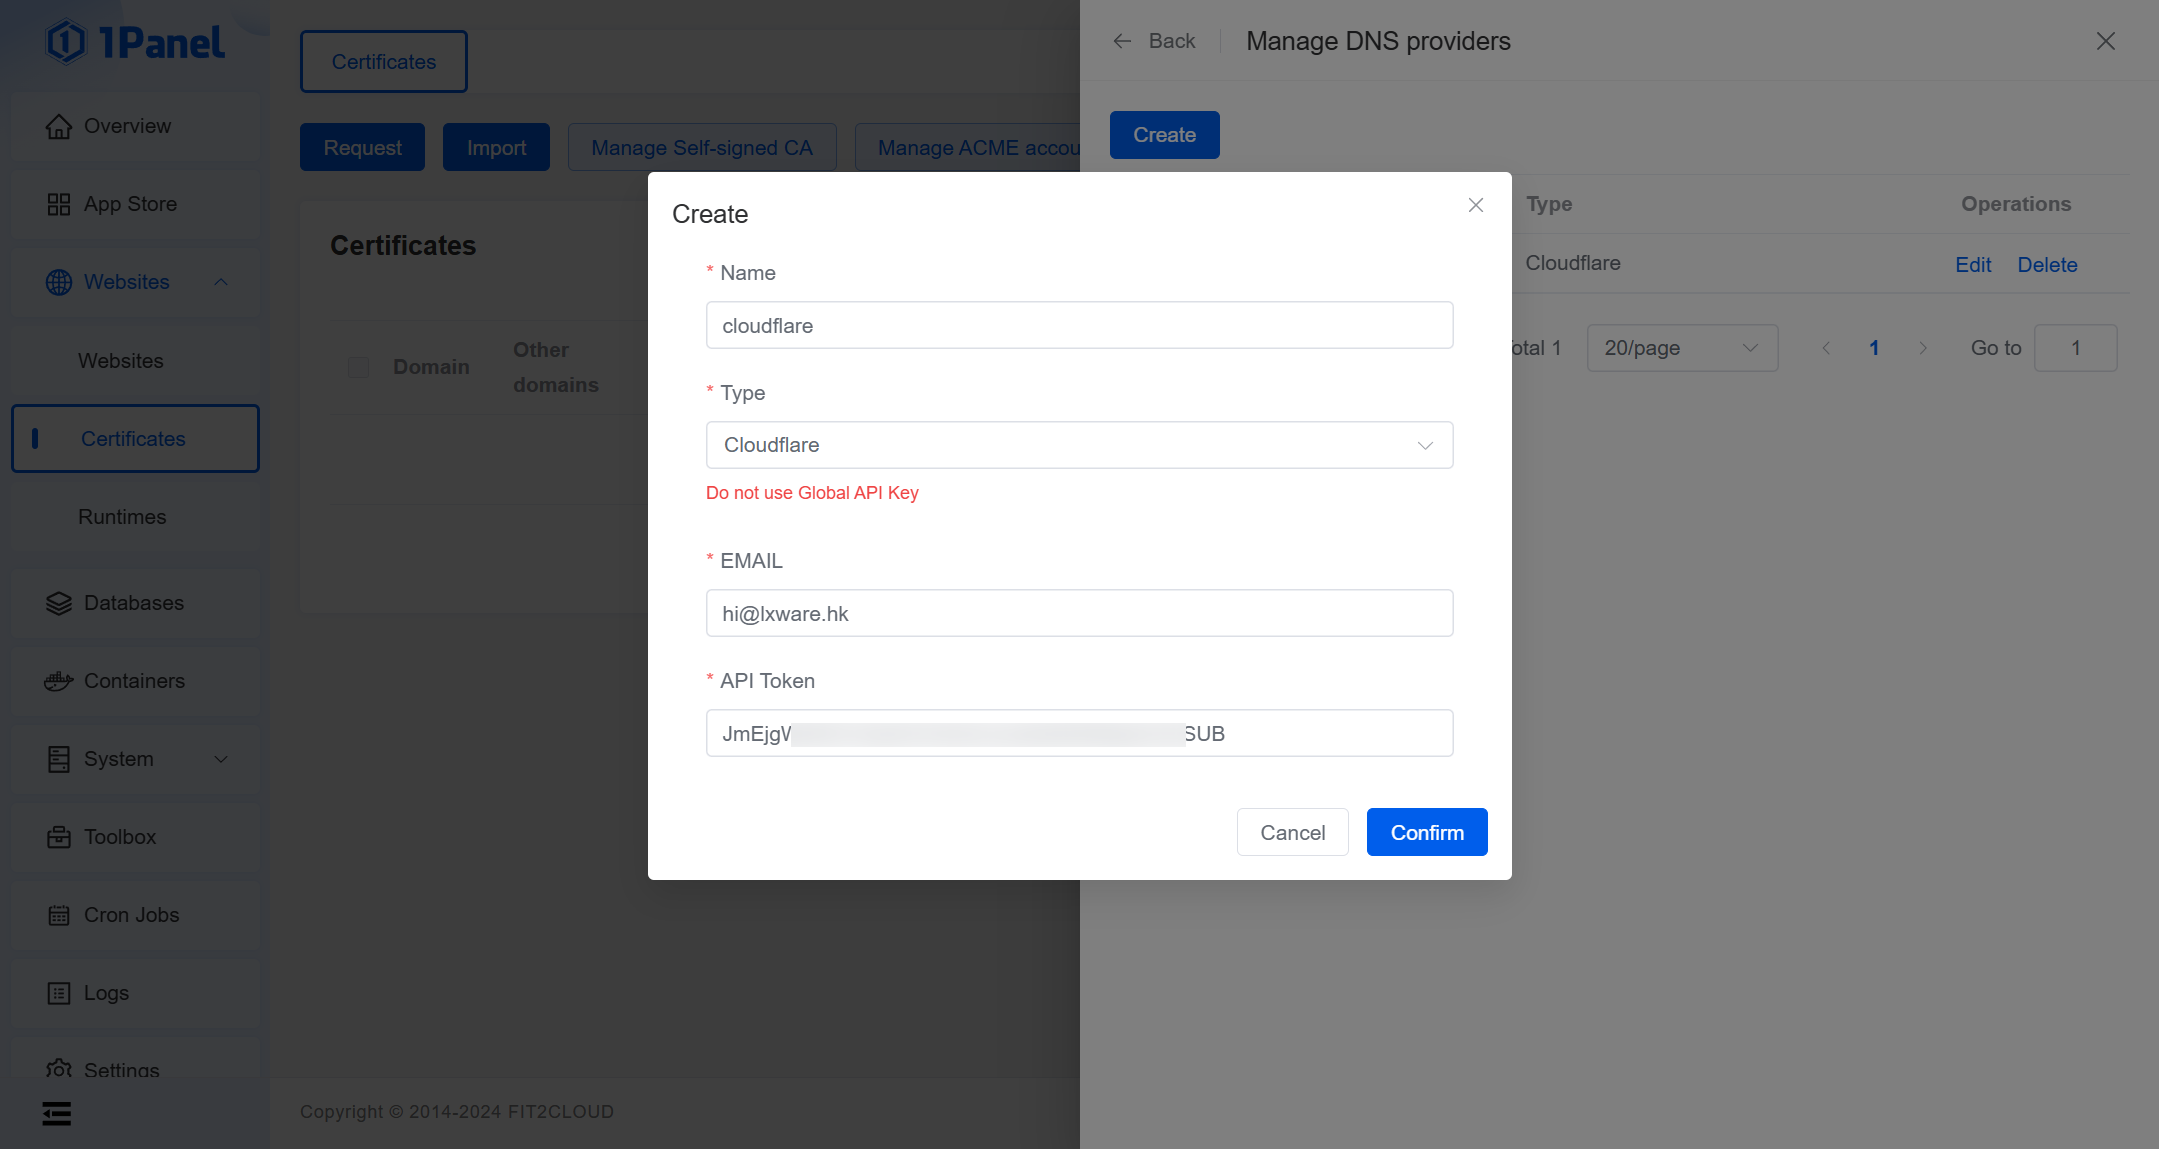 1Panel
Overview
App Store
Websites
Websites
Certificates
Runtimes
Databases
Containers
System
Toolbox
Cron Jobs
Logs
Settings
Certificates
Request
Import
Manage Self-signed CA
Manage ACME accou
Certificates
Domain
Other
domains
Copyright © 2014-2024 FIT2CLOUD
Back
Manage DNS providers
Create
Type
Operations
Cloudflare
Edit
Delete
otal 1
20/page
1
Go to
1
Create
* Name
cloudflare
* Type
Cloudflare
Do not use Global API Key
* EMAIL
hi@lxware.hk
* API Token
JmEjgW
SUB
Cancel
Confirm